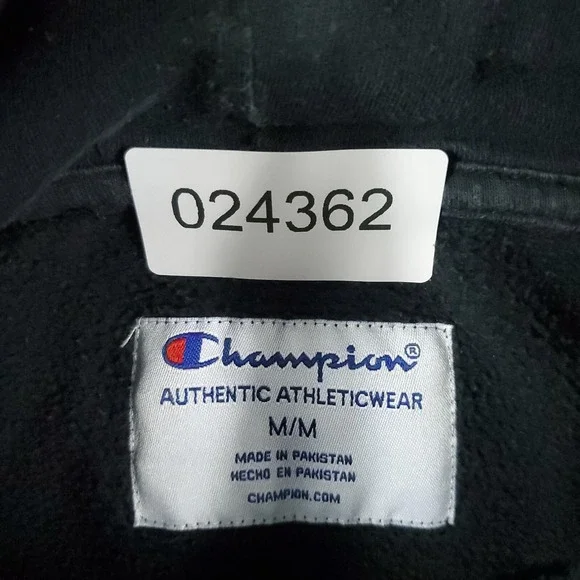 024362
Champion®
AUTHENTIC ATHLETICWEAR
M/M
MADE IN PAKISTAN
HECHO EN PAKISTAN
CHAMPION.COM